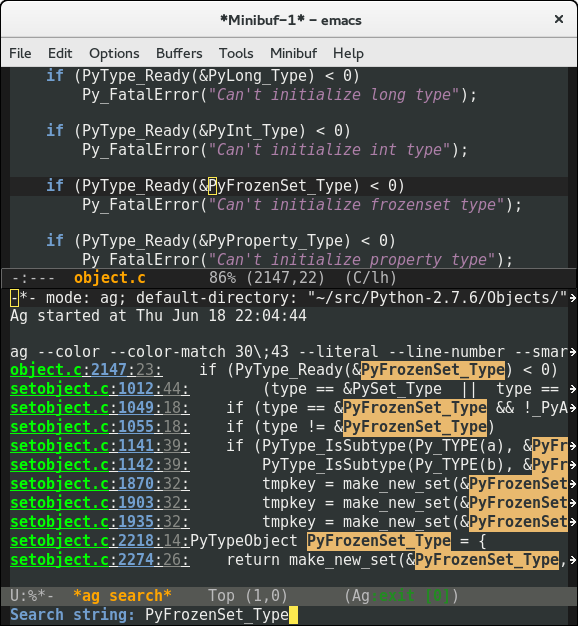 *Minibuf-1* - emacs
File Edit Options Buffers Tools Minibuf Help
if (PyType_Ready(&PyLong_Type) < 0)
Py_FatalError("Can't initialize long type");
if (PyType_Ready(&PyInt_Type) < 0)
Py_FatalError("Can't initialize int type");
if (PyType_Ready(&PyFrozenSet_Type) < 0)
Py_FatalError("Can't initialize frozenset type");
if (PyType_Ready(&PyProperty_Type) < 0)
Py_FatalError("Can't initialize property type");
-:--- object.c 86% (2147,22) (C/lh)
-*- mode: ag; default-directory: "~/src/Python-2.7.6/Objects/"
Ag started at Thu Jun 18 22:04:44
ag --color --color-match 30\;43 --literal --line-number --smar
object.c:2147:23: if (PyType_Ready(&PyFrozenSet_Type) < 0)
setobject.c:1012:44: (type == &PySet_Type || type ==
setobject.c:1049:18: if (type == &PyFrozenSet_Type && !_PyA
setobject.c:1055:18: if (type != &PyFrozenSet_Type)
setobject.c:1141:39: if (PyType_IsSubtype(Py_TYPE(a), &PyFr
setobject.c:1142:39: PyType_IsSubtype(Py_TYPE(b), &PyFr
setobject.c:1870:32: tmpkey = make_new_set(&PyFrozenSet
setobject.c:1903:32: tmpkey = make_new_set(&PyFrozenSet
setobject.c:1935:32: tmpkey = make_new_set(&PyFrozenSet
setobject.c:2218:14:PyTypeObject PyFrozenSet_Type = {
setobject.c:2274:26: return make_new_set(&PyFrozenSet_Type,
U:%*- *ag search* Top (1,0) (Ag:exit [0])
Search string: PyFrozenSet_Type